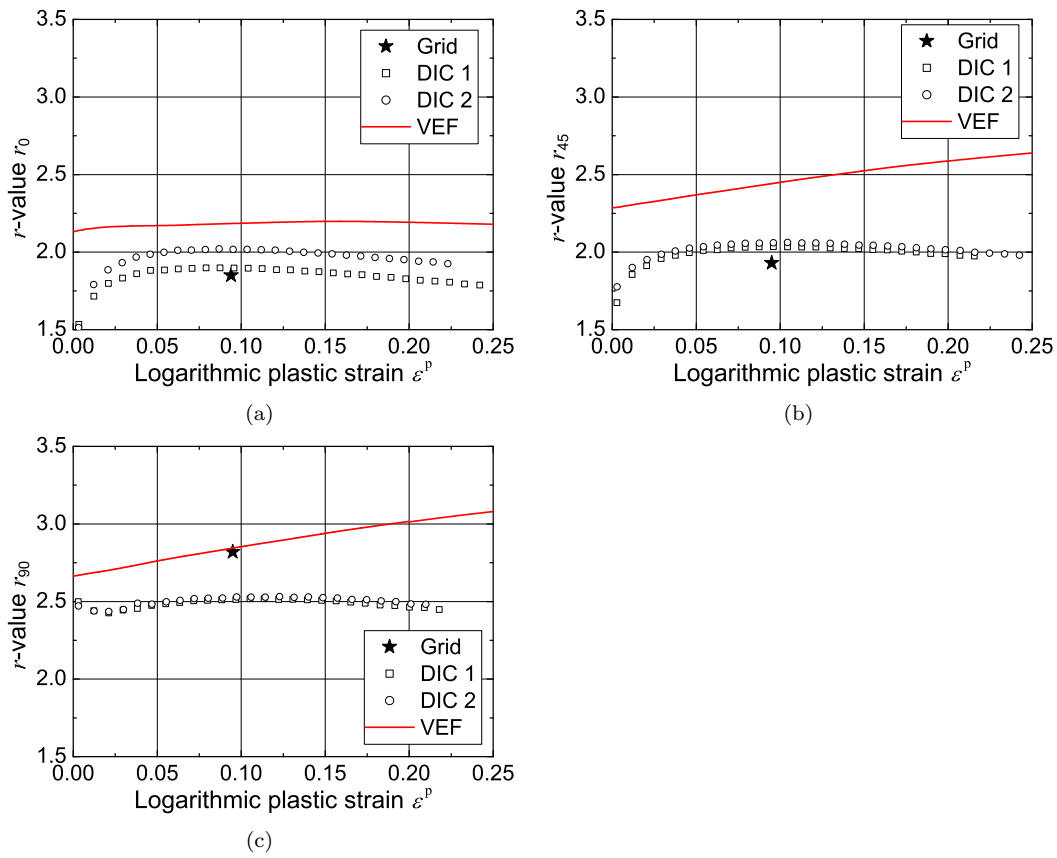 3.5
3.0
2.5
2.0
1.5
r-value r0
Grid
DIC 1
DIC 2
VEF
0.00 0.05 0.10 0.15 0.20 0.25
Logarithmic plastic strain εp
(a)
3.5
3.0
2.5
2.0
1.5
r-value r45
Grid
DIC 1
DIC 2
VEF
0.00 0.05 0.10 0.15 0.20 0.25
Logarithmic plastic strain εp
(b)
3.5
3.0
2.5
2.0
1.5
r-value r90
Grid
DIC 1
DIC 2
VEF
0.00 0.05 0.10 0.15 0.20 0.25
Logarithmic plastic strain εp
(c)